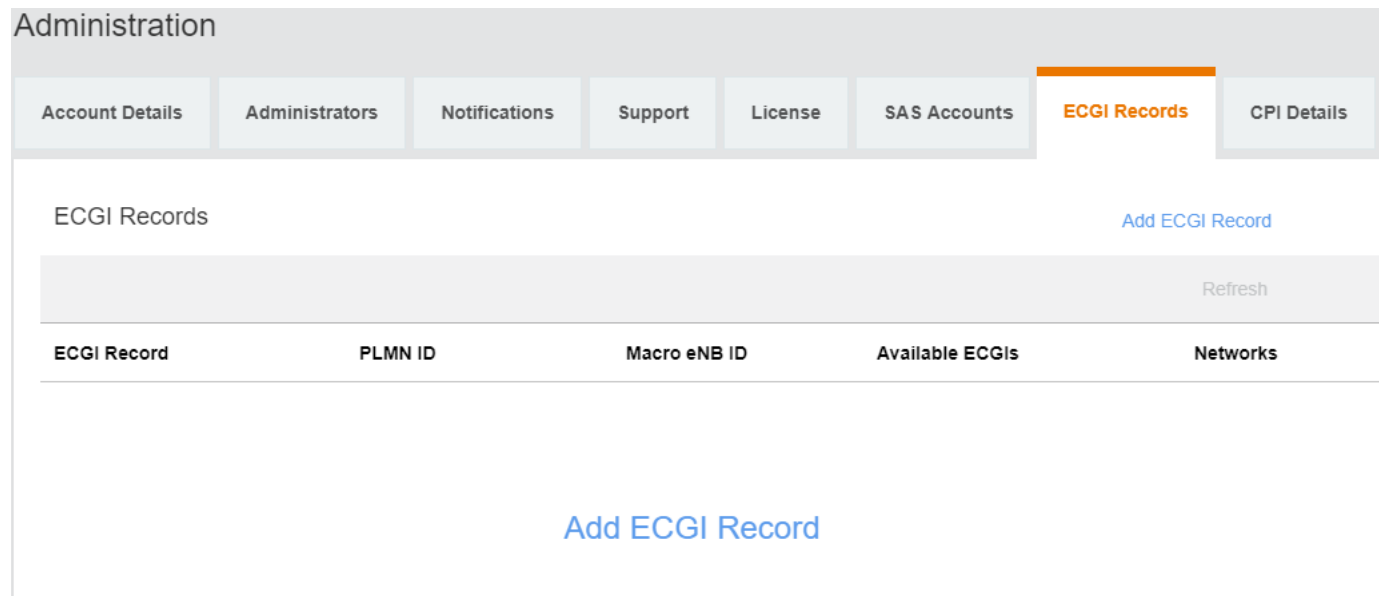 Administration
Account Details Administrators Notifications Support License SAS Accounts ECGI Records CPI Details
ECGI Records Add ECGI Record
Refresh
ECGI Record PLMN ID Macro eNB ID Available ECGIs Networks
Add ECGI Record